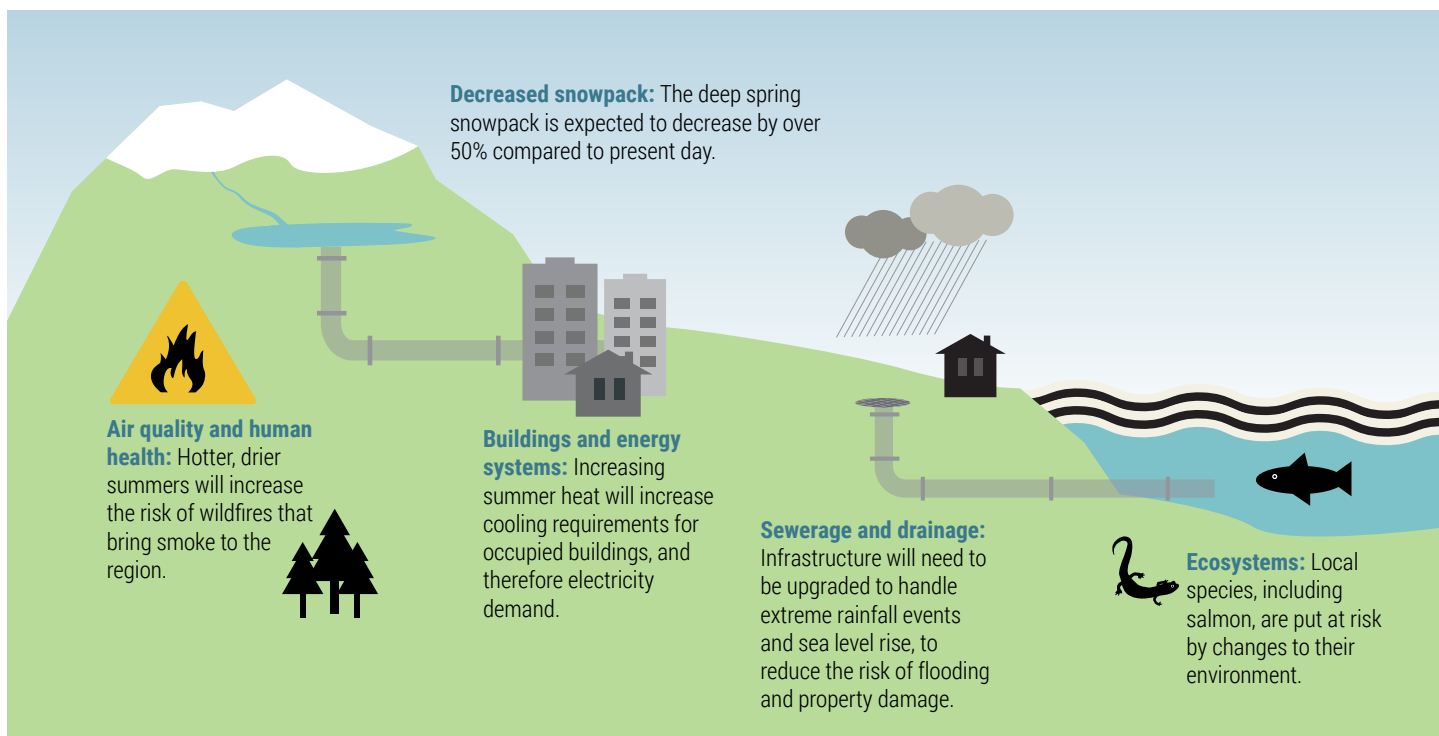 Decreased snowpack: The deep spring
snowpack is expected to decrease by over
50% compared to present day.
Air quality and human
health: Hotter, drier
summers will increase
the risk of wildfires that
bring smoke to the
region.
Buildings and energy
systems: Increasing
summer heat will increase
cooling requirements for
occupied buildings, and
therefore electricity
demand.
Sewerage and drainage:
Infrastructure will need to
be upgraded to handle
extreme rainfall events
and sea level rise, to
reduce the risk of flooding
and property damage.
Ecosystems: Local
species, including
salmon, are put at risk
by changes to their
environment.